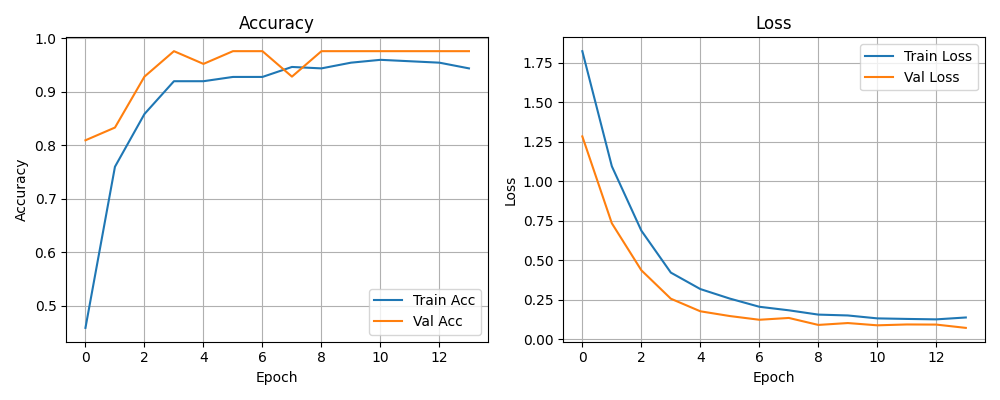 Accuracy
1.0
0.9
0.8
0.7
0.6
0.5
Accuracy
Train Acc
Val Acc
0 2 4 6 8 10 12
Epoch
Loss
1.75
1.50
1.25
1.00
0.75
0.50
0.25
0.00
Loss
Train Loss
Val Loss
0 2 4 6 8 10 12
Epoch